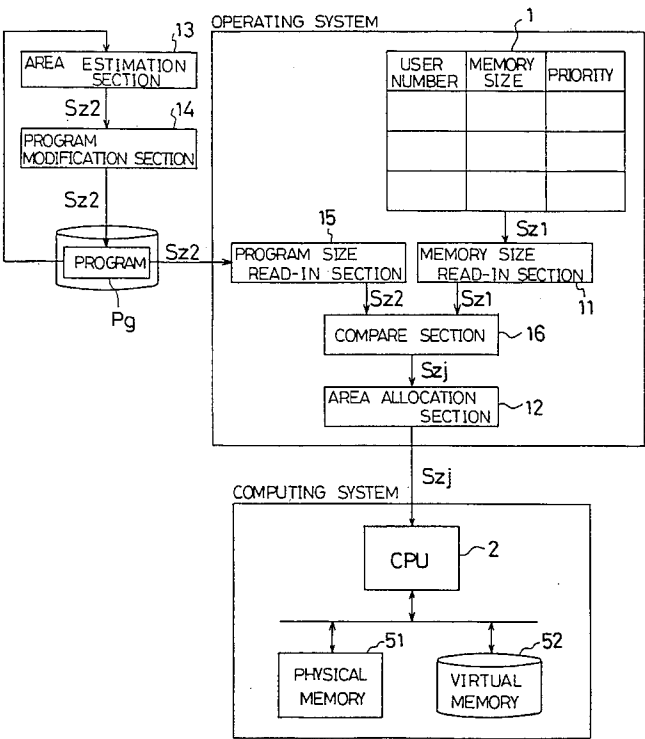 OPERATING SYSTEM
13
AREA ESTIMATION
SECTION
Sz2
14
PROGRAM
MODIFICATION SECTION
Sz2
PROGRAM
Pg
Sz2
1
USER
NUMBER
MEMORY
SIZE
PRIORITY
Sz1
15
PROGRAM SIZE
READ-IN SECTION
MEMORY SIZE
READ-IN SECTION
11
Sz2
Sz1
COMPARE SECTION
16
Szj
AREA ALLOCATION
SECTION
12
Szj
COMPUTING SYSTEM
CPU
2
51
PHYSICAL
MEMORY
52
VIRTUAL
MEMORY